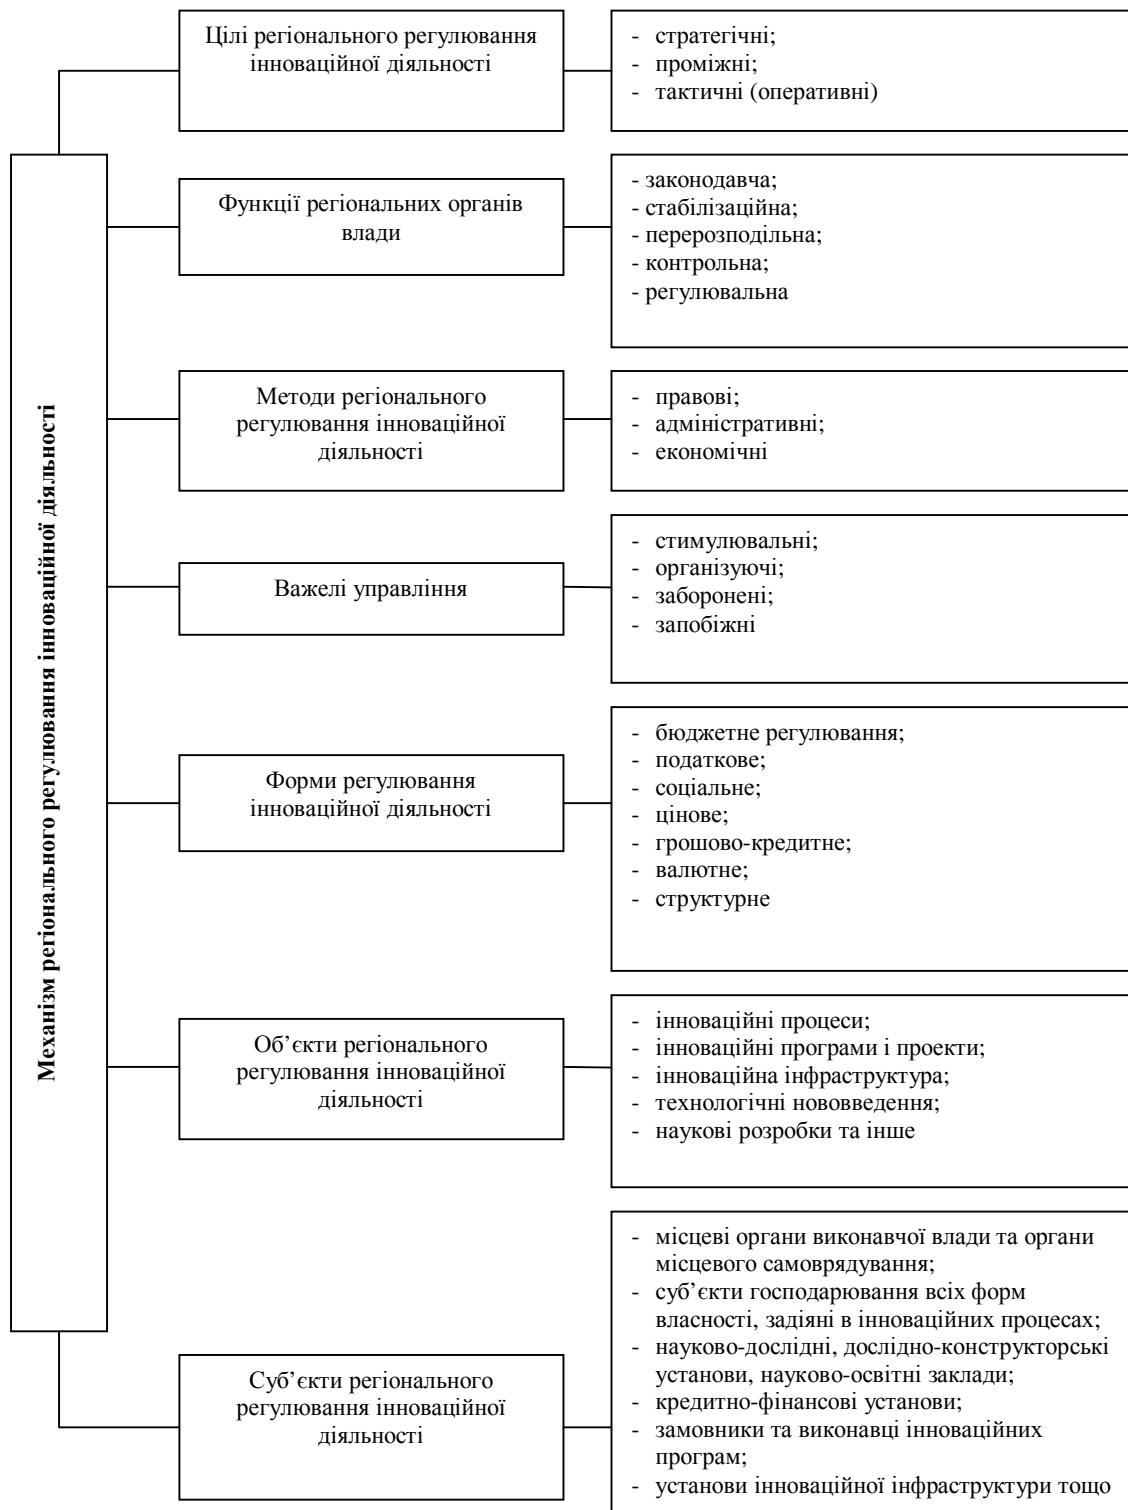 Механізм регіонального регулювання інноваційної діяльності
Цілі регіонального регулювання
інноваційної діяльності
- стратегічні;
- проміжні;
- тактичні (оперативні)
Функції регіональних органів
влади
- законодавча;
- стабілізаційна;
- перерозподільна;
- контрольна;
- регулювальна
Методи регіонального
регулювання інноваційної
діяльності
- правові;
- адміністративні;
- економічні
Важелі управління
- стимулювальні;
- організуючі;
- заборонені;
- запобіжні
Форми регулювання
інноваційної діяльності
- бюджетне регулювання;
- податкове;
- соціальне;
- цінове;
- грошово-кредитне;
- валютне;
- структурне
Об’єкти регіонального
регулювання інноваційної
діяльності
- інноваційні процеси;
- інноваційні програми і проекти;
- інноваційна інфраструктура;
- технологічні нововведення;
- наукові розробки та інше
Суб’єкти регіонального
регулювання інноваційної
діяльності
- місцеві органи виконавчої влади та органи
місцевого самоврядування;
- суб’єкти господарювання всіх форм
власності, задіяні в інноваційних процесах;
- науково-дослідні, дослідно-конструкторські
установи, науково-освітні заклади;
- кредитно-фінансові установи;
- замовники та виконавці інноваційних
програм;
- установи інноваційної інфраструктури тощо